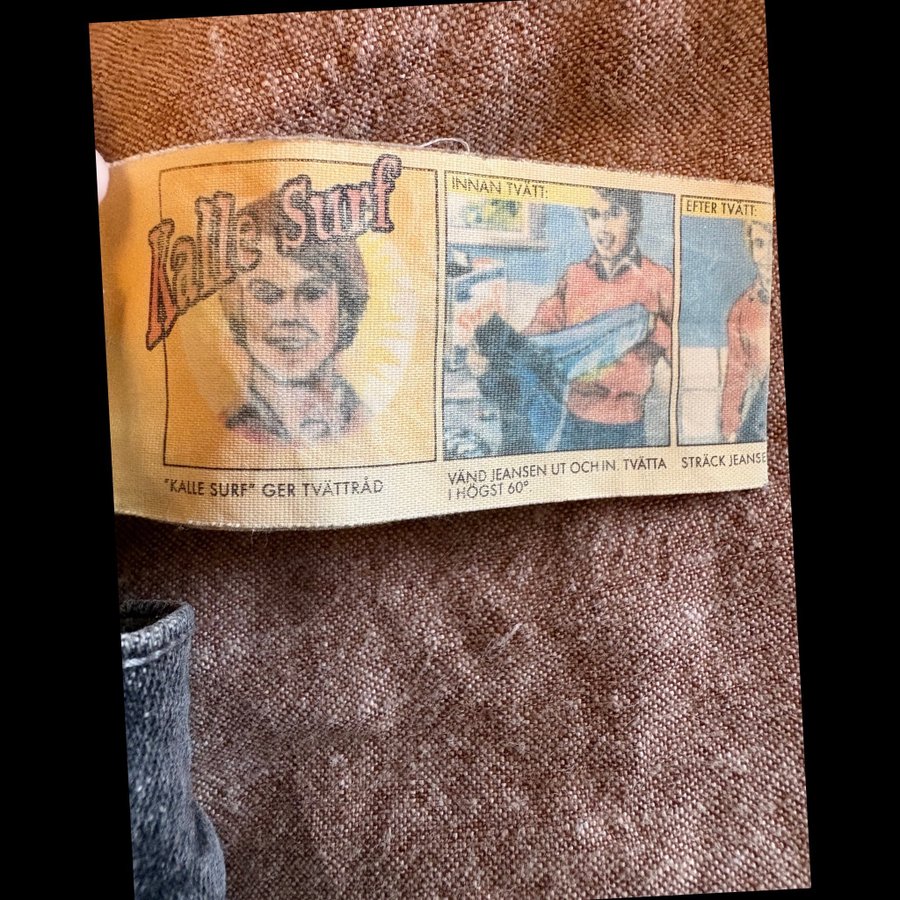 Kalle Surf
"KALLE SURF" GER TVÄTTRÅD
INNAN TVÄTT:
VÄND JEANSEN UT OCH IN. TVÄTTA
I HÖGST 60°
EFTER TVÄTT:
STRÄCK JEANSE